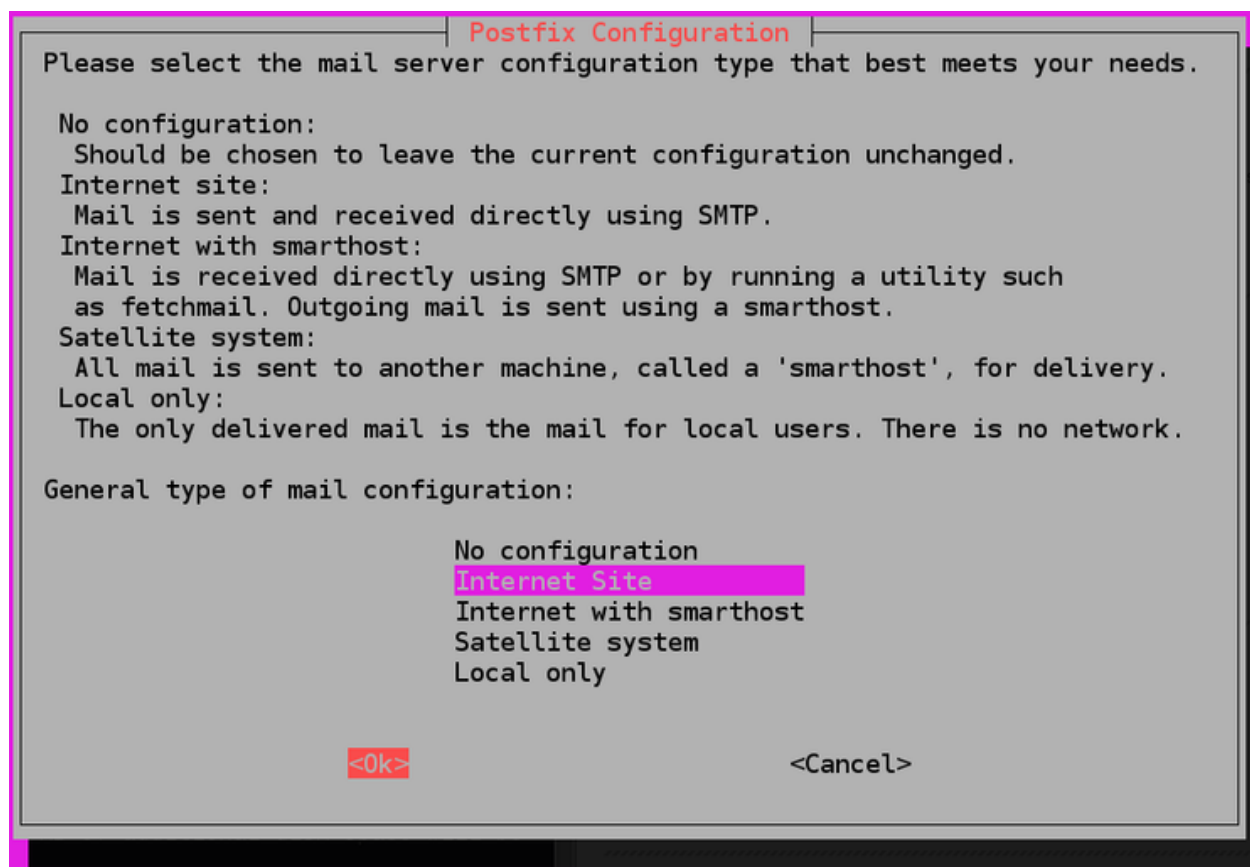 Postfix Configuration
Please select the mail server configuration type that best meets your needs.
No configuration:
Should be chosen to leave the current configuration unchanged.
Internet site:
Mail is sent and received directly using SMTP.
Internet with smarthost:
Mail is received directly using SMTP or by running a utility such
as fetchmail. Outgoing mail is sent using a smarthost.
Satellite system:
All mail is sent to another machine, called a 'smarthost', for delivery.
Local only:
The only delivered mail is the mail for local users. There is no network.
General type of mail configuration:
No configuration
Internet Site
Internet with smarthost
Satellite system
Local only
<Ok> <Cancel>